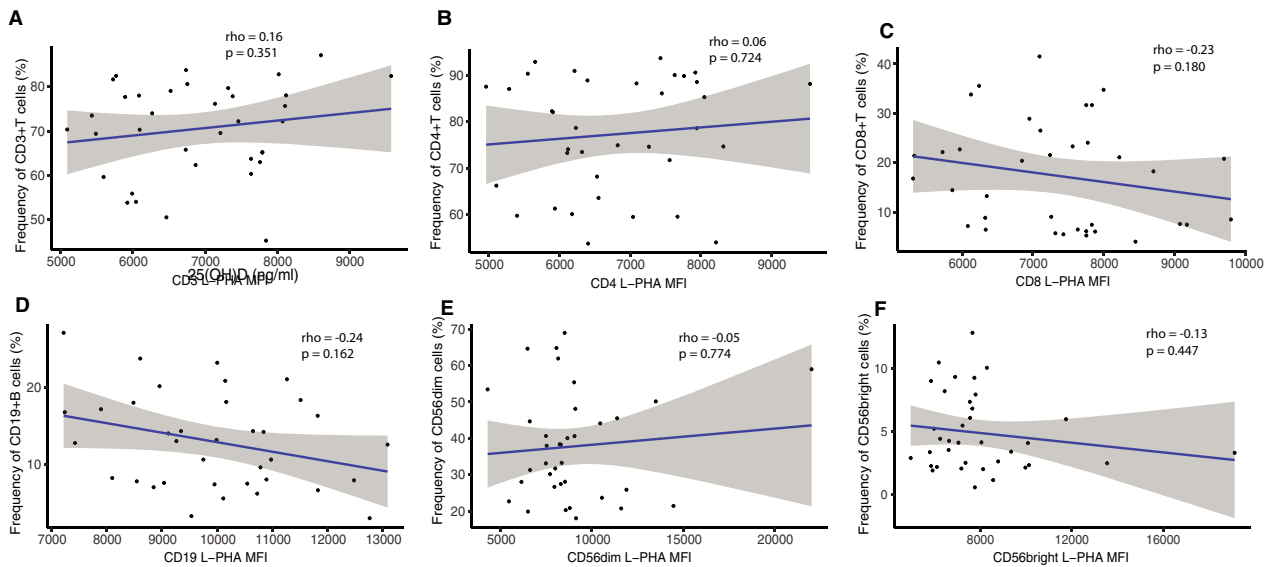 A
rho = 0.16
p = 0.351
Frequency of CD3+T cells (%)
80
70
60
50
5000 6000 7000 8000 9000
25(OH)D (ng/ml)
CD3 L−PHA MFI
B
rho = 0.06
p = 0.724
Frequency of CD4+T cells (%)
90
80
70
60
5000 6000 7000 8000 9000
CD4 L−PHA MFI
C
rho = -0.23
p = 0.180
Frequency of CD8+T cells (%)
40
30
20
10
6000 7000 8000 9000 10000
CD8 L−PHA MFI
D
rho = -0.24
p = 0.162
Frequency of CD19+B cells (%)
20
10
7000 8000 9000 10000 11000 12000 13000
CD19 L−PHA MFI
E
rho = -0.05
p = 0.774
Frequency of CD56dim cells (%)
70
60
50
40
30
20
5000 10000 15000 20000
CD56dim L−PHA MFI
F
rho = -0.13
p = 0.447
Frequency of CD56bright cells (%)
10
5
0
8000 12000 16000
CD56bright L−PHA MFI